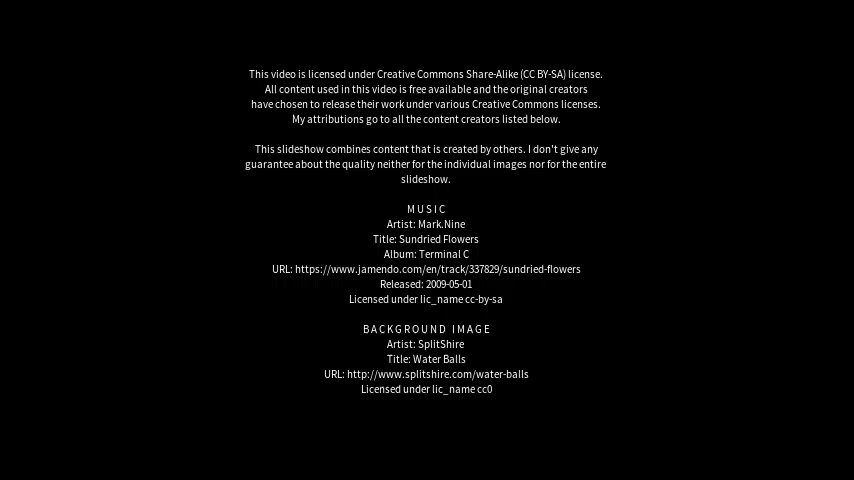 This video is licensed under Creative Commons Share-Alike (CC BY-SA) license.
All content used in this video is free available and the original creators
have chosen to release their work under various Creative Commons licenses.
My attributions go to all the content creators listed below.
This slideshow combines content that is created by others. I don't give any
guarantee about the quality neither for the individual images nor for the entire
slideshow.
MUSIC
Artist: Mark.Nine
Title: Sundried Flowers
Album: Terminal C
URL: https://www.jamendo.com/en/track/337829/sundried-flowers
Released: 2009-05-01
Licensed under lic_name cc-by-sa
BACKGROUND IMAGE
Artist: SplitShire
Title: Water Balls
URL: http://www.splitshire.com/water-balls
Licensed under lic_name cc0